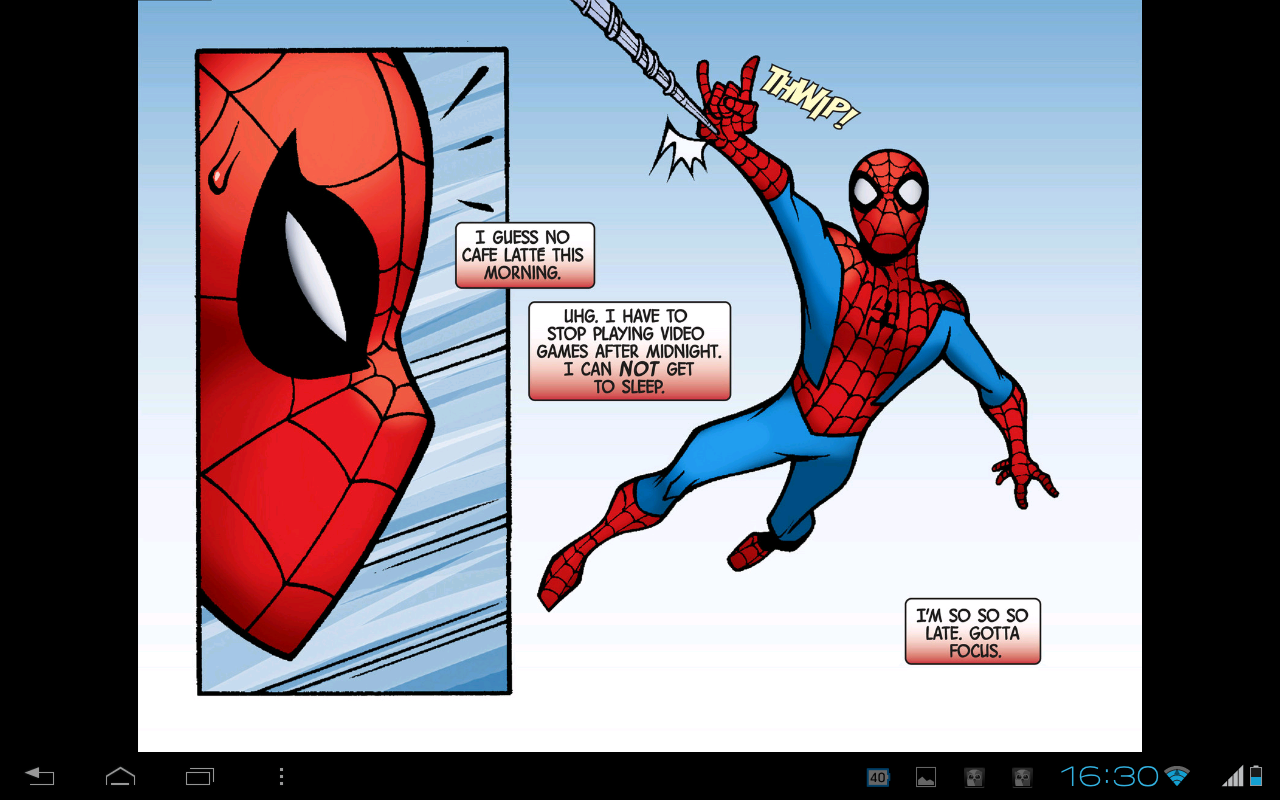 THWIP!
I GUESS NO
CAFE LATTÉ THIS
MORNING.
UHG. I HAVE TO
STOP PLAYING VIDEO
GAMES AFTER MIDNIGHT.
I CAN NOT GET
TO SLEEP.
I'M SO SO SO
LATE. GOTTA
FOCUS.
40
16:30